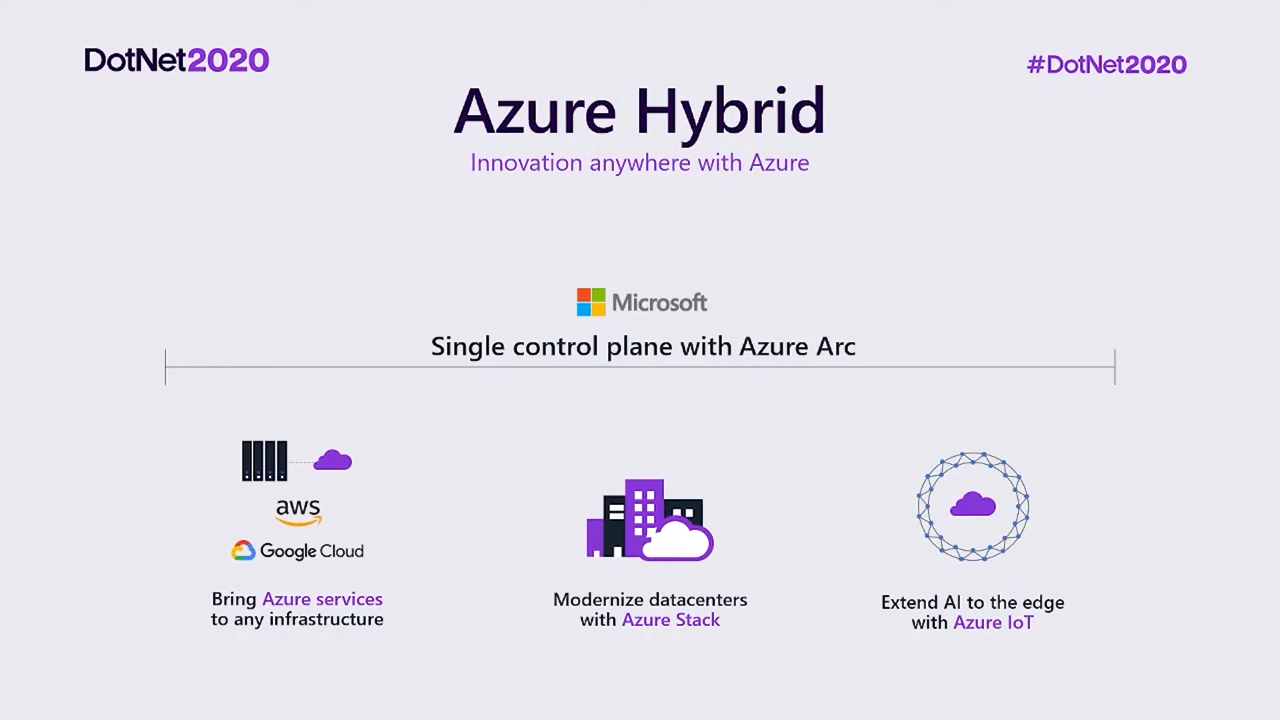 DotNet2020
#DotNet2020
Azure Hybrid
Innovation anywhere with Azure
Microsoft
Single control plane with Azure Arc
aws
Google Cloud
Bring Azure services
to any infrastructure
Modernize datacenters
with Azure Stack
Extend AI to the edge
with Azure IoT